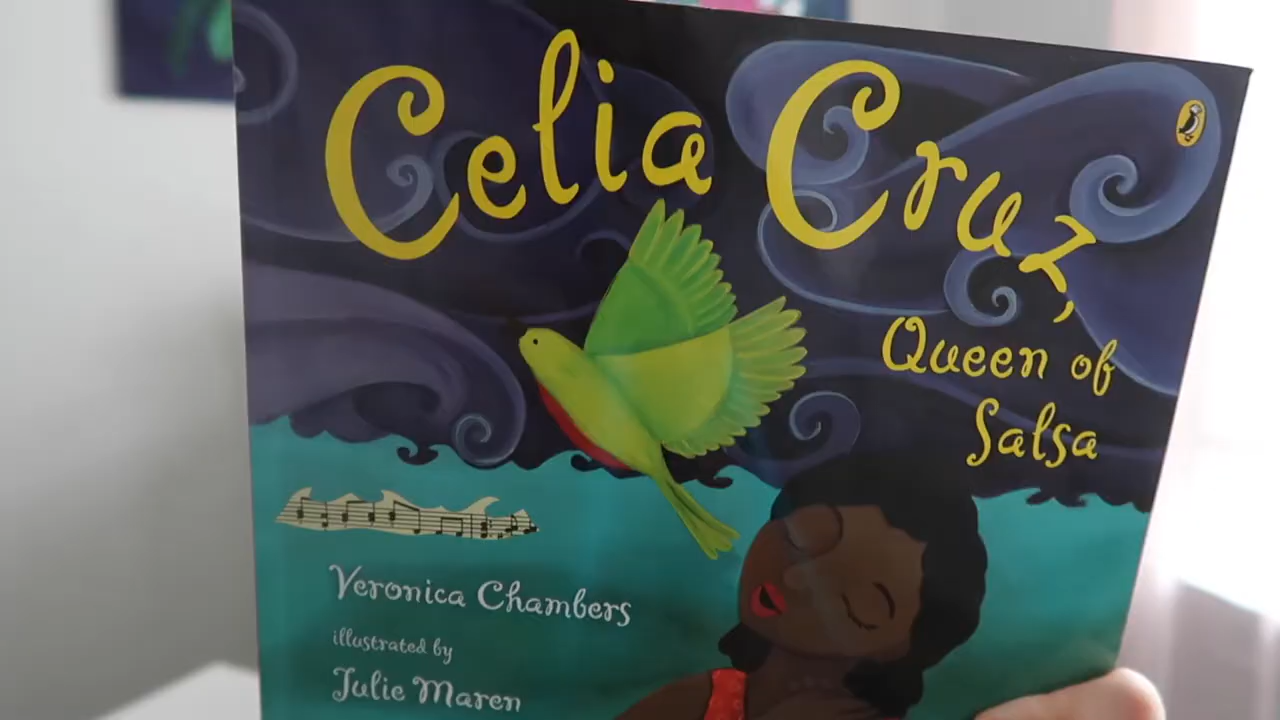 Celia Cruz,
Queen of
Salsa
Veronica Chambers
illustrated by
Julie Maren